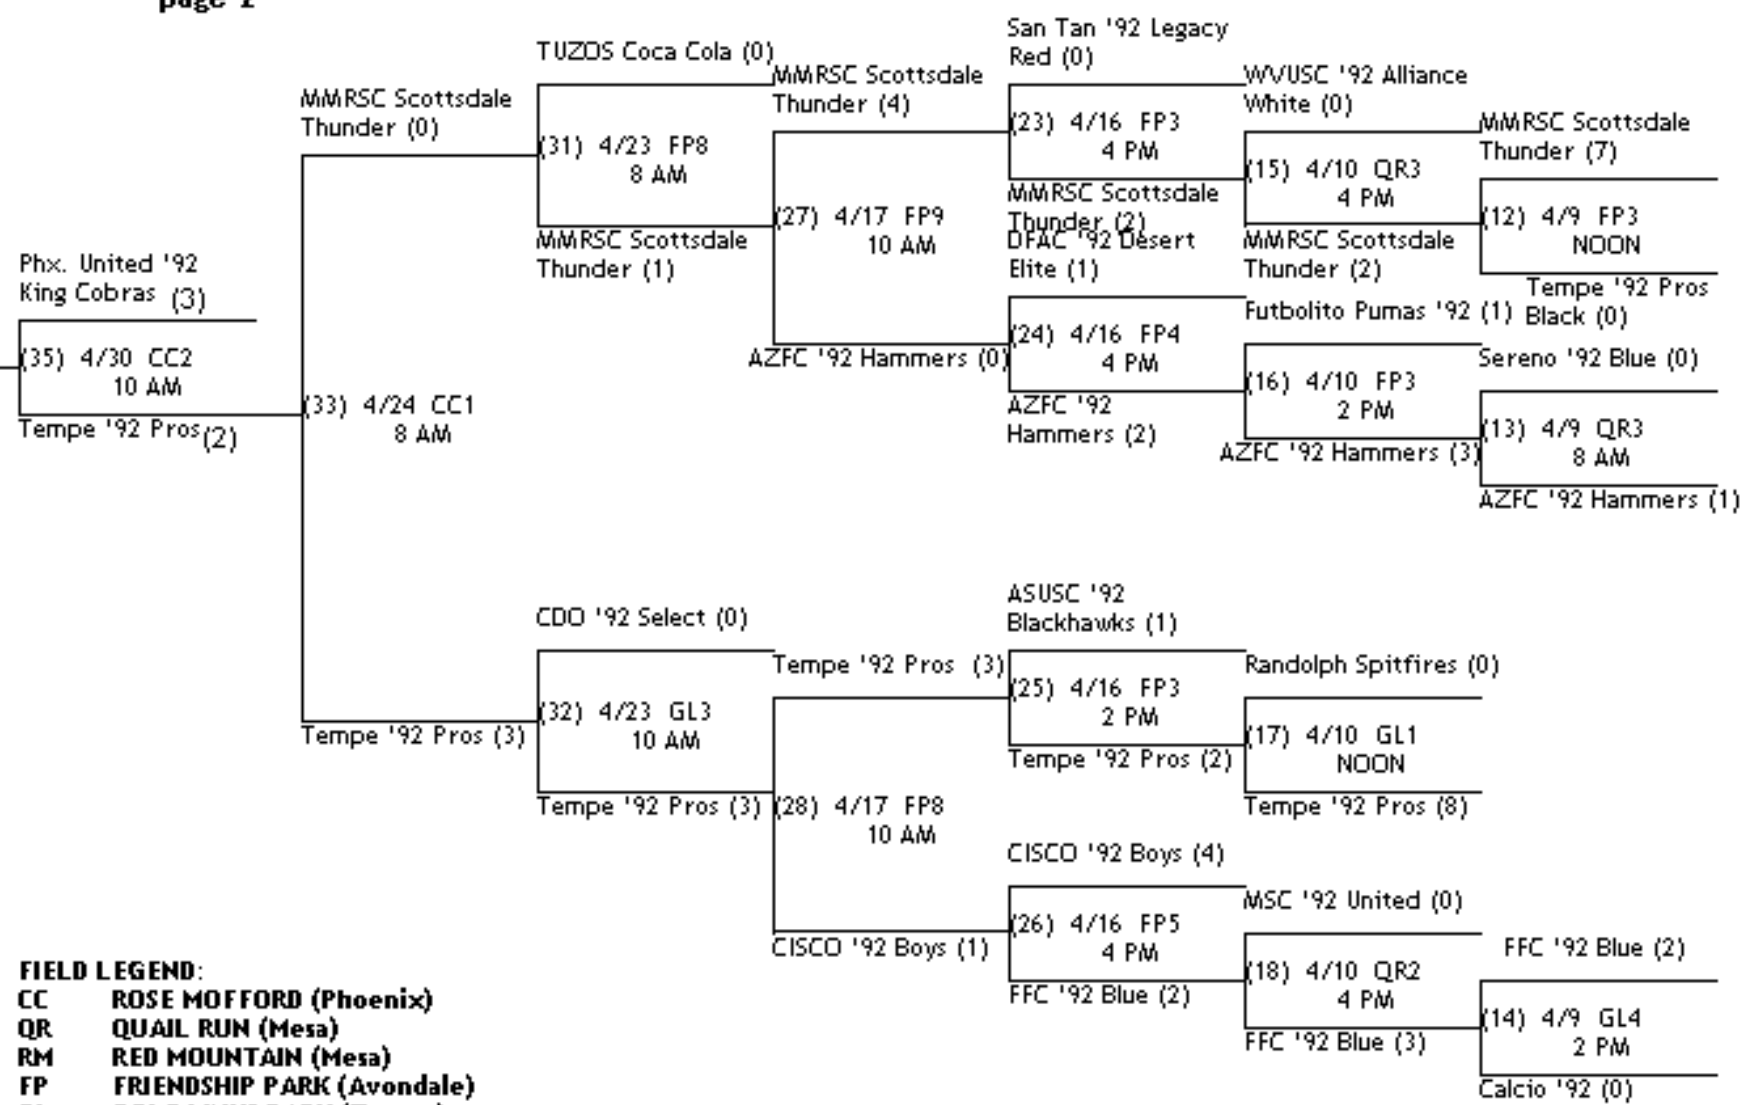 TUZOS Coca Cola (0)
MMRSC Scottsdale
Thunder (0)
(31) 4/23 FP8
8 AM
MMRSC Scottsdale
Thunder (1)
MMRSC Scottsdale
Thunder (4)
(27) 4/17 FP9
10 AM
AZFC '92 Hammers (0)
San Tan '92 Legacy
Red (0)
(23) 4/16 FP3
4 PM
MMRSC Scottsdale
Thunder (2)
DFAC '92 Desert
Elite (1)
(24) 4/16 FP4
4 PM
AZFC '92
Hammers (2)
WVUSC '92 Alliance
White (0)
(15) 4/10 QR3
4 PM
MMRSC Scottsdale
Thunder (2)
Futbolito Pumas '92 (1)
(16) 4/10 FP3
2 PM
AZFC '92 Hammers (3)
MMRSC Scottsdale
Thunder (7)
(12) 4/9 FP3
NOON
Tempe '92 Pros
Black (0)
Sereno '92 Blue (0)
(13) 4/9 QR3
8 AM
AZFC '92 Hammers (1)
Phx. United '92
King Cobras (3)
(35) 4/30 CC2
10 AM
Tempe '92 Pros (2)
(33) 4/24 CC1
8 AM
Tempe '92 Pros (3)
CDO '92 Select (0)
(32) 4/23 GL3
10 AM
Tempe '92 Pros (3)
Tempe '92 Pros (3)
(28) 4/17 FP8
10 AM
CISCO '92 Boys (1)
ASUSC '92
Blackhawks (1)
(25) 4/16 FP3
2 PM
Tempe '92 Pros (2)
Randolph Spitfires (0)
(17) 4/10 GL1
NOON
Tempe '92 Pros (8)
CISCO '92 Boys (4)
(26) 4/16 FP5
4 PM
FFC '92 Blue (2)
MSC '92 United (0)
(18) 4/10 QR2
4 PM
FFC '92 Blue (3)
FFC '92 Blue (2)
(14) 4/9 GL4
2 PM
Calcio '92 (0)
FIELD LEGEND:
CC ROSE MOFFORD (Phoenix)
QR QUAIL RUN (Mesa)
RM RED MOUNTAIN (Mesa)
FP FRIENDSHIP PARK (Avondale)